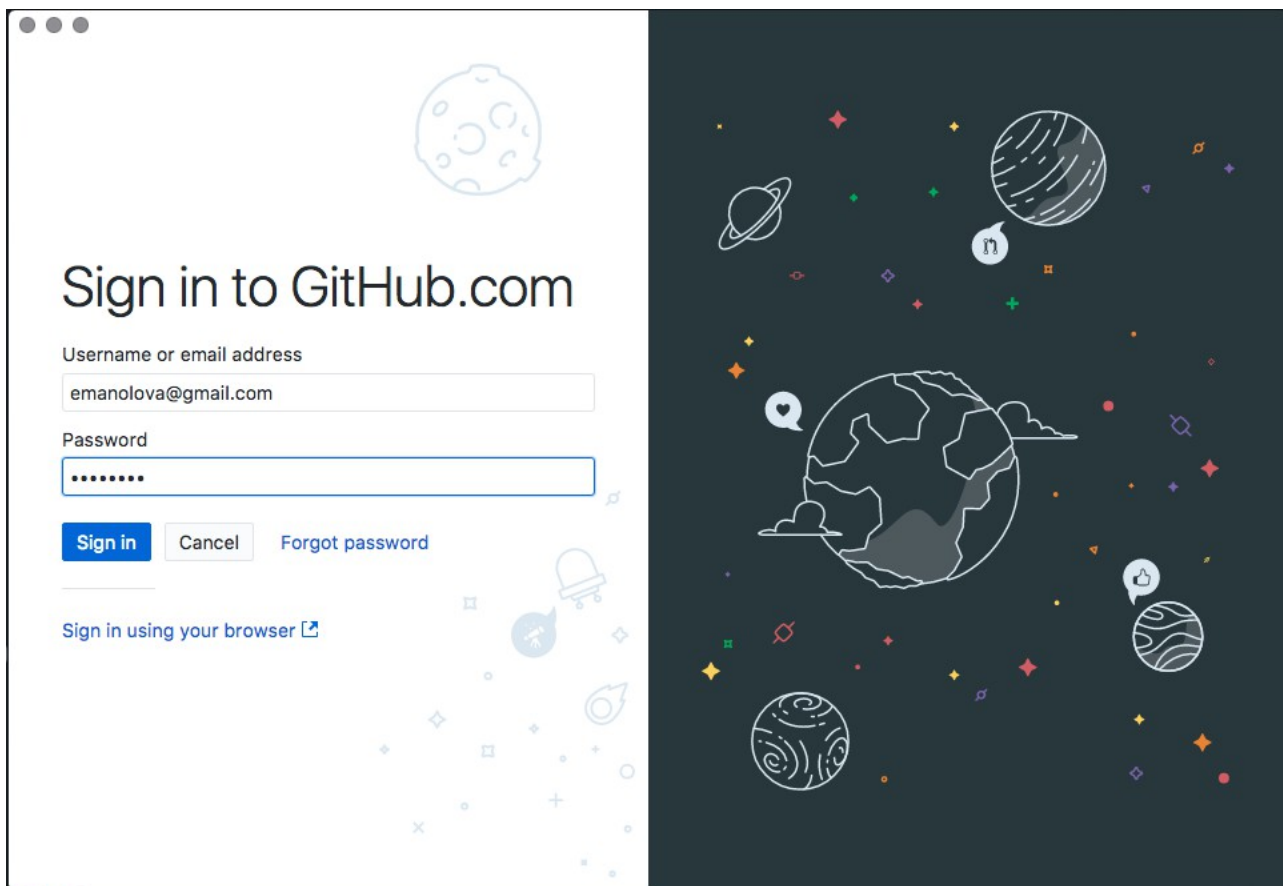 Sign in to GitHub.com
Username or email address
emanolova@gmail.com
Password
••••••••
Sign in Cancel Forgot password
Sign in using your browser